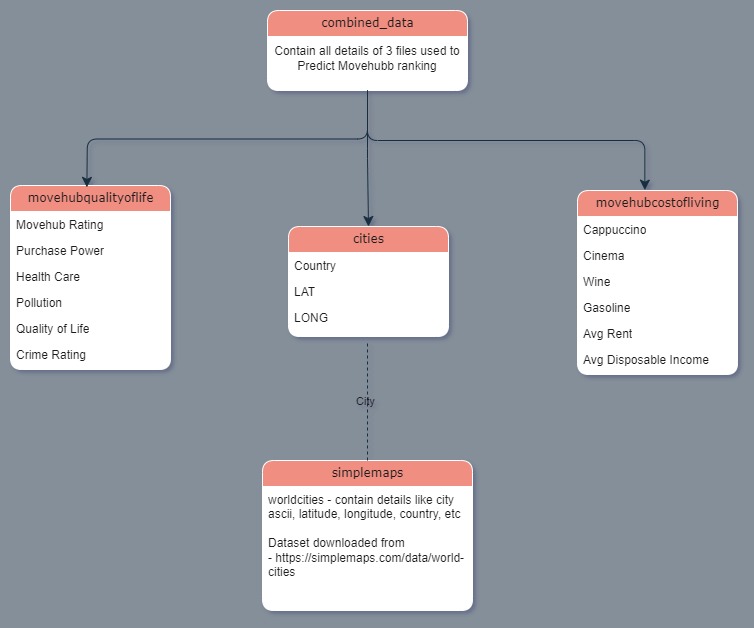 combined_data
Contain all details of 3 files used to
Predict Movehubb ranking
movehubqualityoflife
Movehub Rating
Purchase Power
Health Care
Pollution
Quality of Life
Crime Rating
cities
Country
LAT
LONG
movehubcostofliving
Cappuccino
Cinema
Wine
Gasoline
Avg Rent
Avg Disposable Income
City
simplemaps
worldcities - contain details like city
ascii, latitude, longitude, country, etc
Dataset downloaded from
- https://simplemaps.com/data/world-
cities